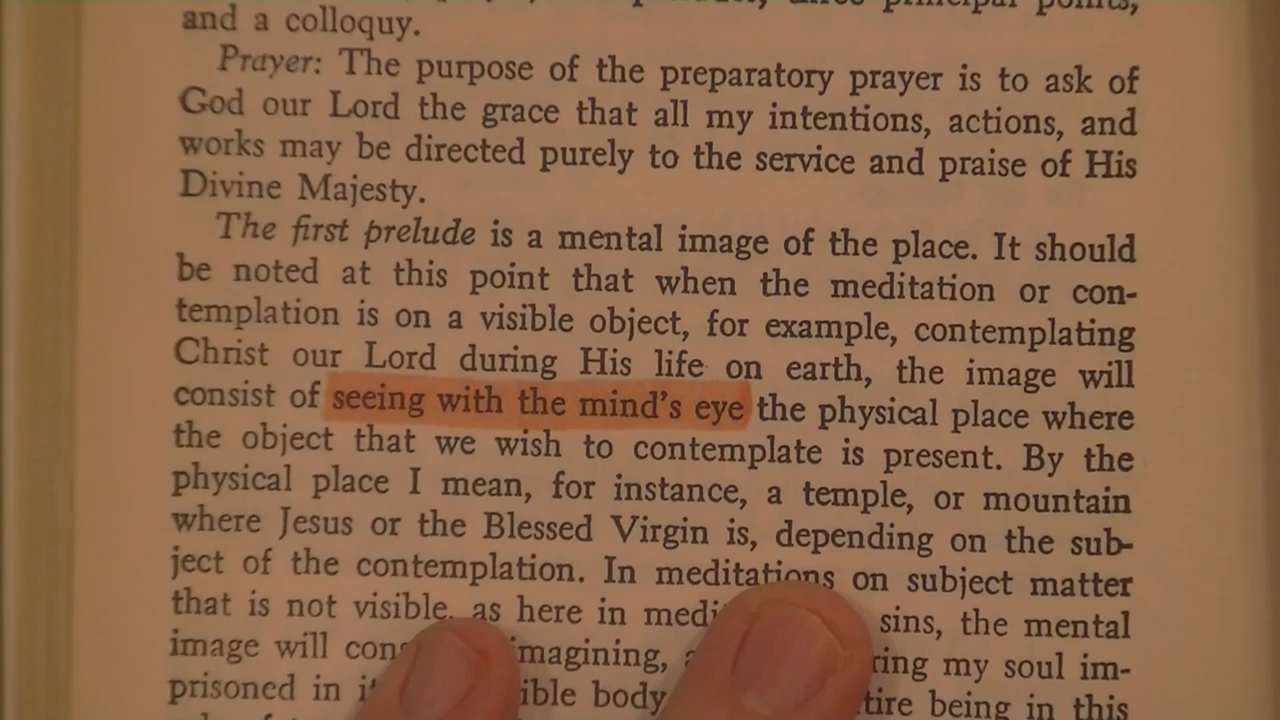 principal points,
and a colloquy.
Prayer: The purpose of the preparatory prayer is to ask of
God our Lord the grace that all my intentions, actions, and
works may be directed purely to the service and praise of His
Divine Majesty.
The first prelude is a mental image of the place. It should
be noted at this point that when the meditation or con-
templation is on a visible object, for example, contemplating
Christ our Lord during His life on earth, the image will
consist of seeing with the mind's eye the physical place where
the object that we wish to contemplate is present. By the
physical place I mean, for instance, a temple, or mountain
where Jesus or the Blessed Virgin is, depending on the sub-
ject of the contemplation. In meditations on subject matter
that is not visible, as here in sins, the mental
image will my soul im-
prisoned in body being in this